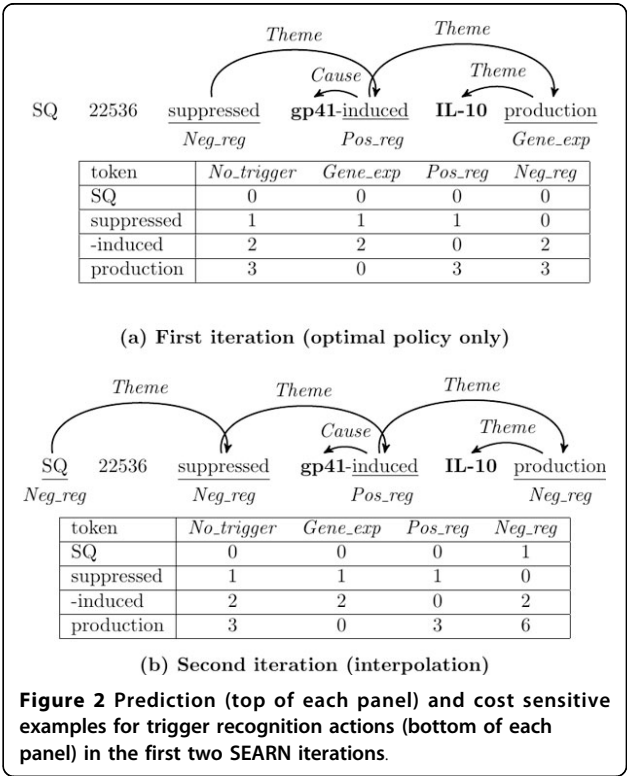 Theme
Theme
Cause
Theme
SQ 22536 suppressed gp41-induced IL-10 production
Neg_reg Pos_reg Gene_exp
token No_trigger Gene_exp Pos_reg Neg_reg
SQ 0 0 0 0
suppressed 1 1 1 0
-induced 2 2 0 2
production 3 0 3 3
(a) First iteration (optimal policy only)
Theme Theme Theme
Cause Theme
SQ 22536 suppressed gp41-induced IL-10 production
Neg_reg Neg_reg Pos_reg Neg_reg
token No_trigger Gene_exp Pos_reg Neg_reg
SQ 0 0 0 1
suppressed 1 1 1 0
-induced 2 2 0 2
production 3 0 3 6
(b) Second iteration (interpolation)
Figure 2 Prediction (top of each panel) and cost sensitive
examples for trigger recognition actions (bottom of each
panel) in the first two SEARN iterations.